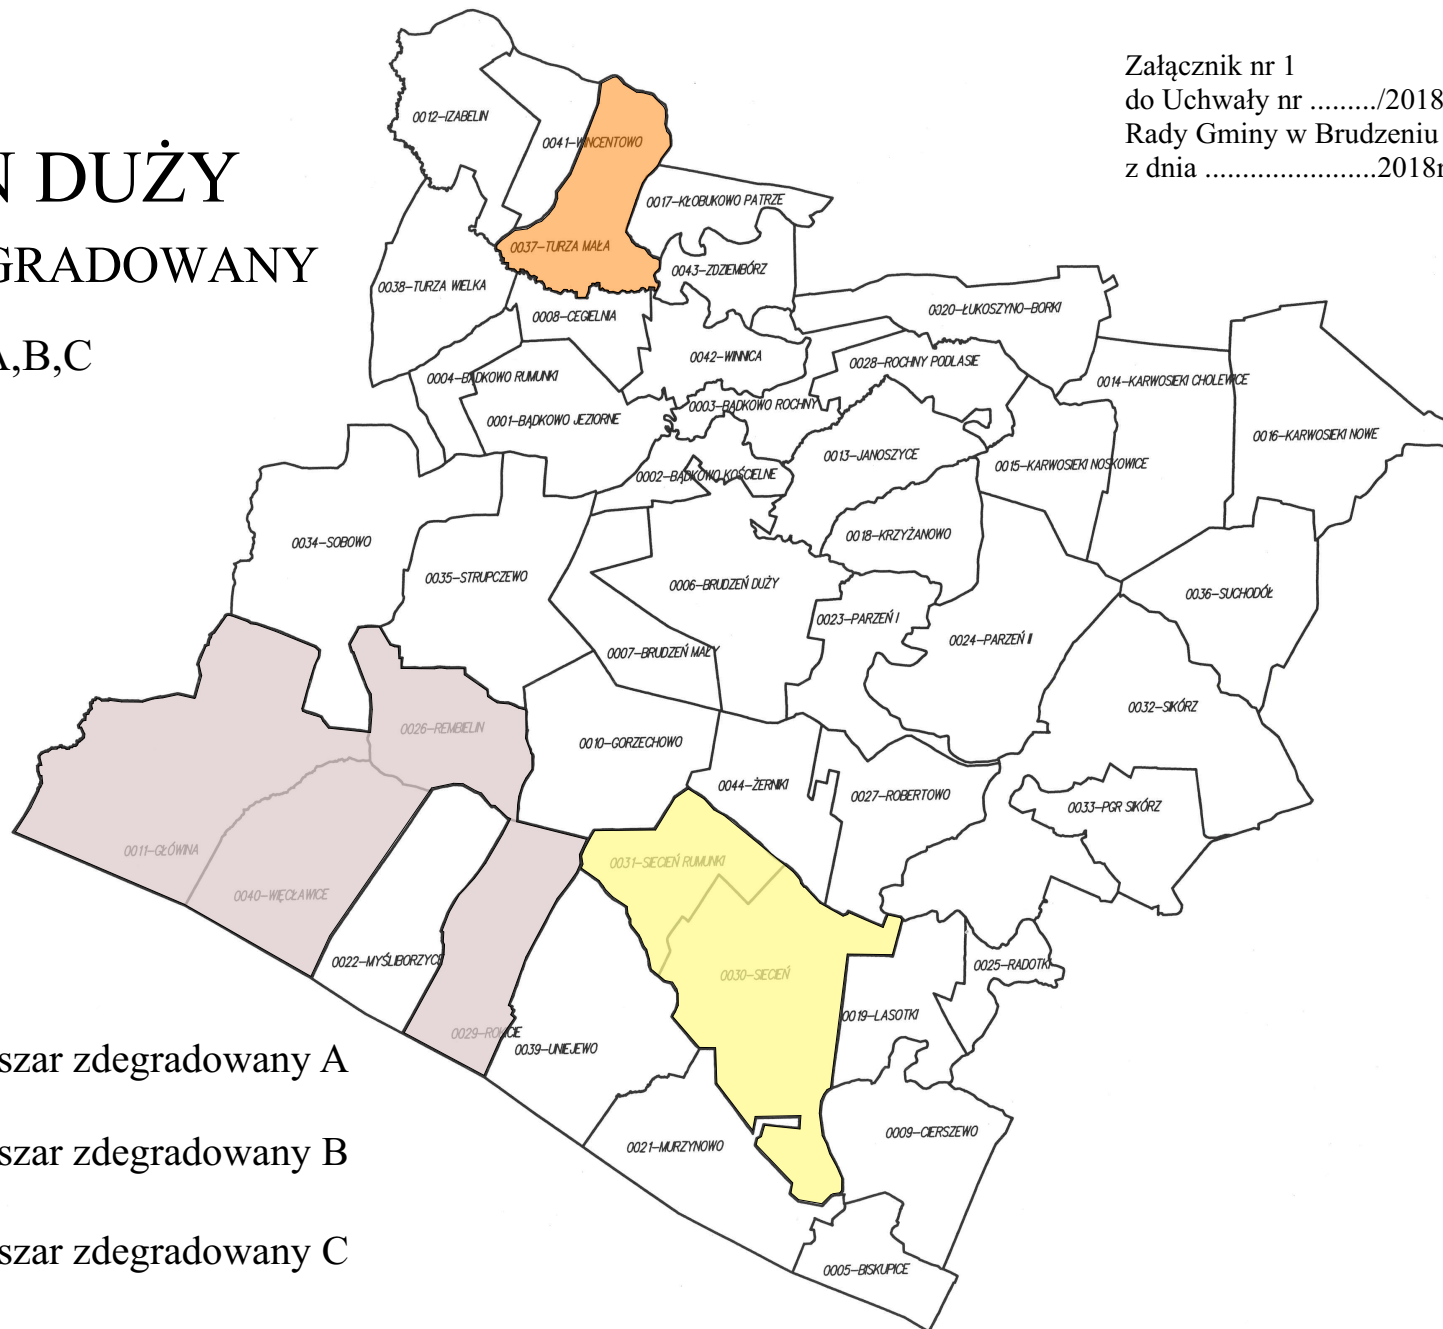 Załącznik nr 1
do Uchwały nr ........./2018
Rady Gminy w Brudzeniu
z dnia .......................2018r
N DUŻY
GRADOWANY
A,B,C
0012-IZABELIN
0041-WINCENTOWO
0017-KŁOBUKOWO PATRZE
0037-TURZA MAŁA
0043-ZDZIEMBÓRZ
0038-TURZA WIELKA
0008-CEGIELNIA
0020-ŁUKOSZYNO-BORKI
0042-WINNICA
0028-ROCHNY PODLASIE
0004-BĄDKOWO RUMUNKI
0014-KARWOSIEKI CHOLEWICE
0003-BĄDKOWO ROCHNY
0001-BĄDKOWO JEZIORNE
0016-KARWOSIEKI NOWE
0013-JANOSZYCE
0015-KARWOSIEKI NOSKOWICE
0002-BĄDKOWO KOŚCIELNE
0018-KRZYŻANOWO
0034-SOBOWO
0035-STRUPCZEWO
0006-BRUDZEŃ DUŻY
0036-SUCHODÓŁ
0023-PARZEŃ I
0024-PARZEŃ II
0007-BRUDZEŃ MAŁY
0032-SIKÓRZ
0026-REMBIELIN
0010-GORZECHOWO
0044-ŻERNIKI
0027-ROBERTOWO
0033-PGR SIKÓRZ
0011-GŁÓWINA
0031-SIECIEŃ RUMUNKI
0040-WIĘCŁAWICE
0022-MYŚLIBORZYCE
0030-SIECIEŃ
0025-RADOTKI
0019-LASOTKI
0029-ROKICIE
0039-UNIEJEWO
0009-CIERSZEWO
0021-MURZYNOWO
0005-BISKUPICE
szar zdegradowany A
szar zdegradowany B
szar zdegradowany C